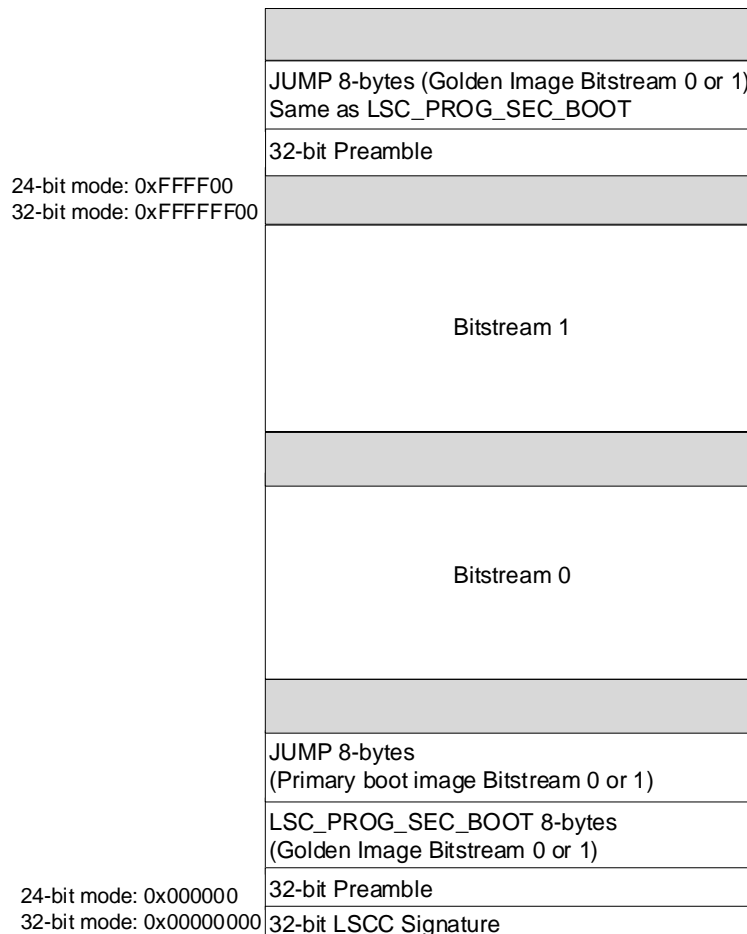 JUMP 8-bytes (Golden Image Bitstream 0 or 1)
Same as LSC_PROG_SEC_BOOT
32-bit Preamble
24-bit mode: 0xFFFF00
32-bit mode: 0xFFFFFF00
Bitstream 1
Bitstream 0
JUMP 8-bytes
(Primary boot image Bitstream 0 or 1)
LSC_PROG_SEC_BOOT 8-bytes
(Golden Image Bitstream 0 or 1)
32-bit Preamble
24-bit mode: 0x000000
32-bit mode: 0x00000000
32-bit LSCC Signature